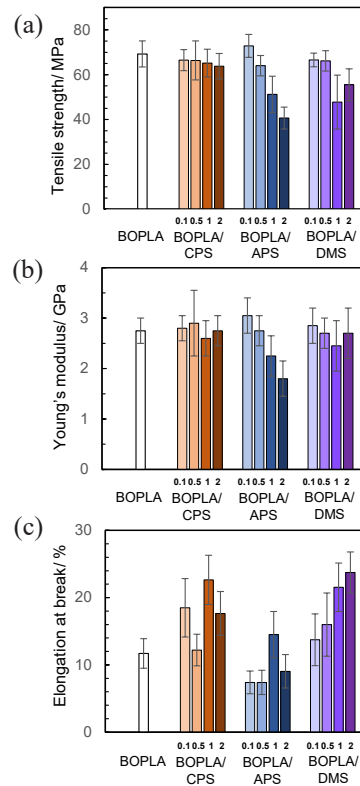 (a)
Tensile strength/ MPa
100
80
60
40
20
0
0.1 0.5 1 2 0.1 0.5 1 2 0.1 0.5 1 2
BOPLA BOPLA/ BOPLA/ BOPLA/
CPS APS DMS
(b)
Young's modulus/ GPa
4
3
2
1
0
0.1 0.5 1 2 0.1 0.5 1 2 0.1 0.5 1 2
BOPLA BOPLA/ BOPLA/ BOPLA/
CPS APS DMS
(c)
Elongation at break/ %
30
20
10
0
0.1 0.5 1 2 0.1 0.5 1 2 0.1 0.5 1 2
BOPLA BOPLA/ BOPLA/ BOPLA/
CPS APS DMS